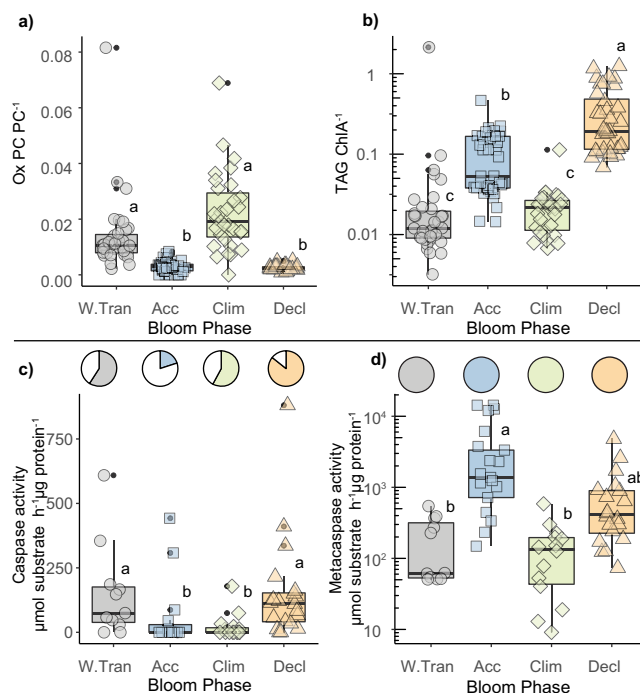 a)
Ox PC PC⁻¹
0.08
0.06
0.04
0.02
0.00
a
b
a
b
W.Tran
Acc
Clim
Decl
Bloom Phase
b)
TAG ChlA⁻¹
1
0.1
0.01
c
b
c
a
W.Tran
Acc
Clim
Decl
Bloom Phase
c)
Caspase activity
µmol substrate h⁻¹µg protein⁻¹
750
500
250
0
a
b
b
a
W.Tran
Acc
Clim
Decl
Bloom Phase
d)
Metacaspase activity
µmol substrate h⁻¹µg protein⁻¹
10⁴
10³
10²
10
b
a
b
ab
W.Tran
Acc
Clim
Decl
Bloom Phase